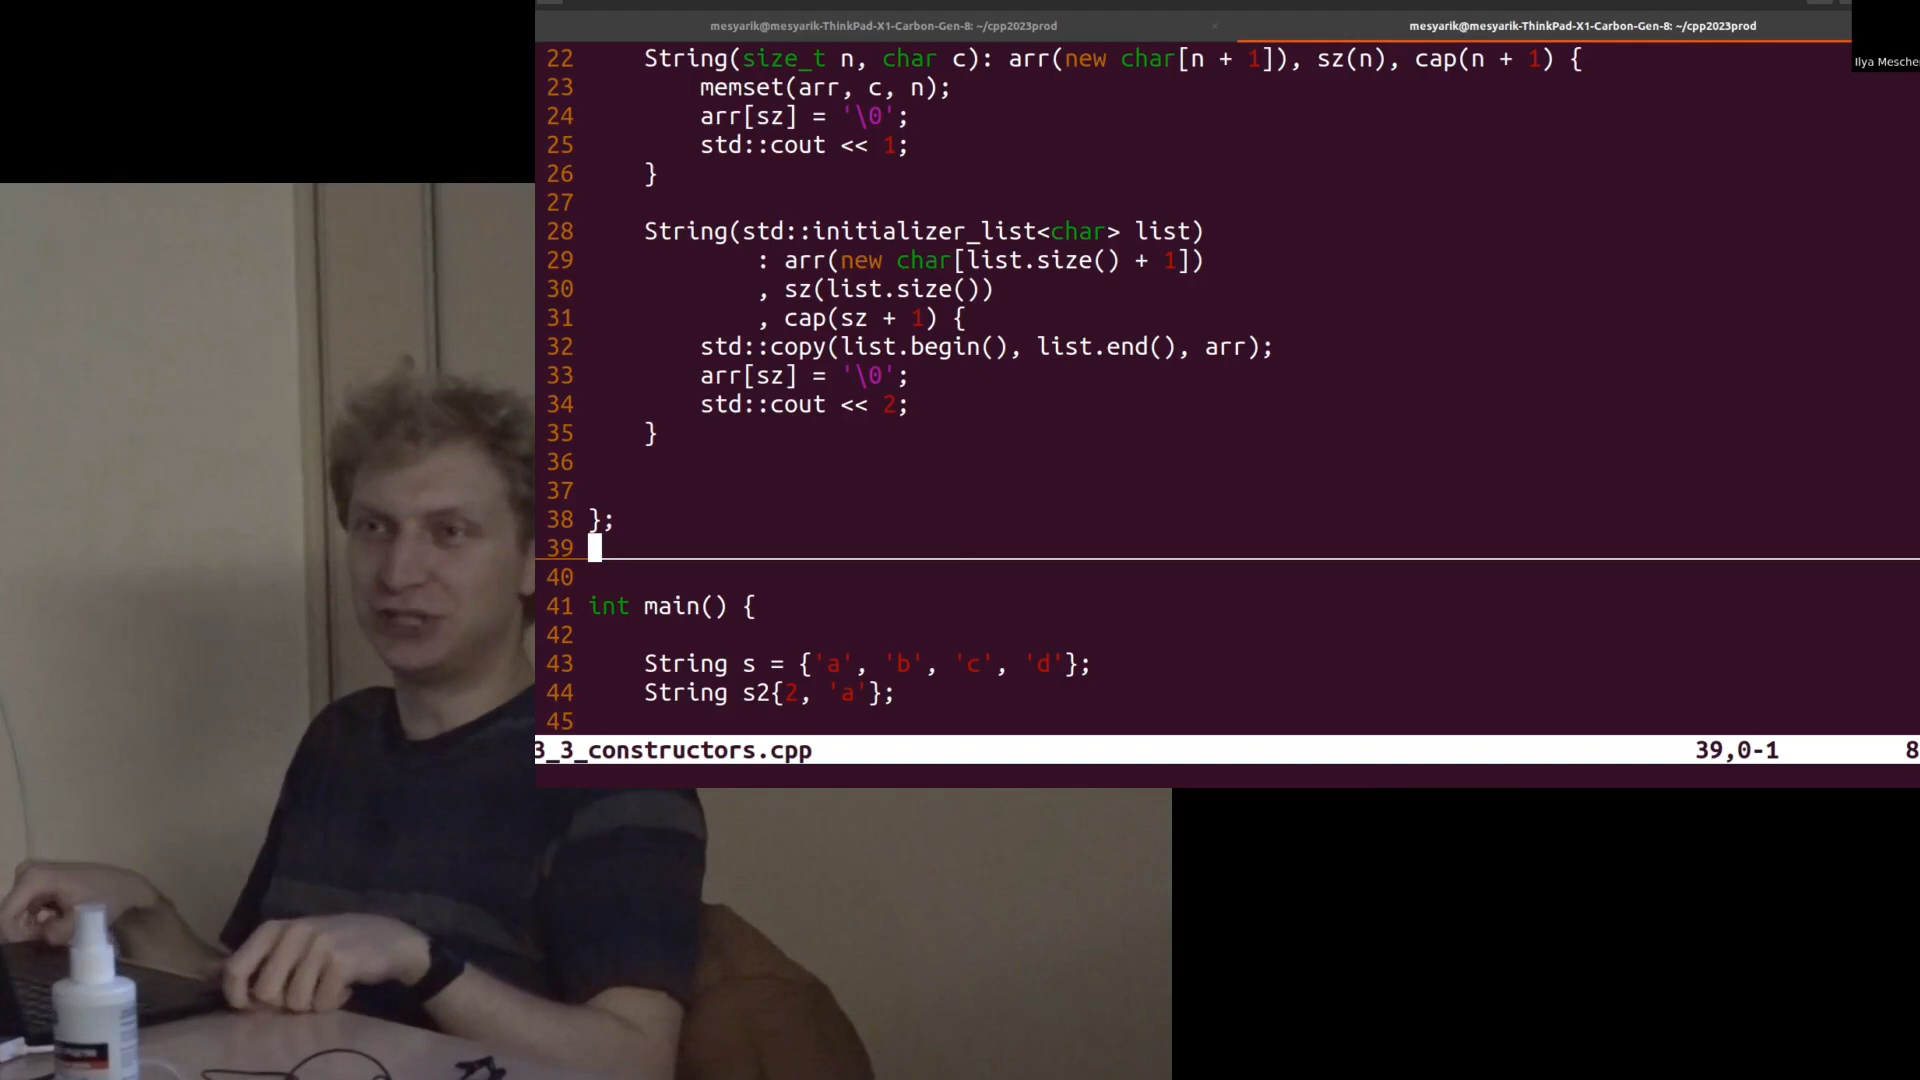 mesyarik@mesyarik-ThinkPad-X1-Carbon-Gen-8: ~/cpp2023prod × mesyarik@mesyarik-ThinkPad-X1-Carbon-Gen-8: ~/cpp2023prod
Ilya Mescher
22 String(size_t n, char c): arr(new char[n + 1]), sz(n), cap(n + 1) {
23 memset(arr, c, n);
24 arr[sz] = '\0';
25 std::cout << 1;
26 }
27
28 String(std::initializer_list<char> list)
29 : arr(new char[list.size() + 1])
30 , sz(list.size())
31 , cap(sz + 1) {
32 std::copy(list.begin(), list.end(), arr);
33 arr[sz] = '\0';
34 std::cout << 2;
35 }
36
37
38 };
39
40
41 int main() {
42
43 String s = {'a', 'b', 'c', 'd'};
44 String s2{2, 'a'};
45
3_3_constructors.cpp 39,0-1 8